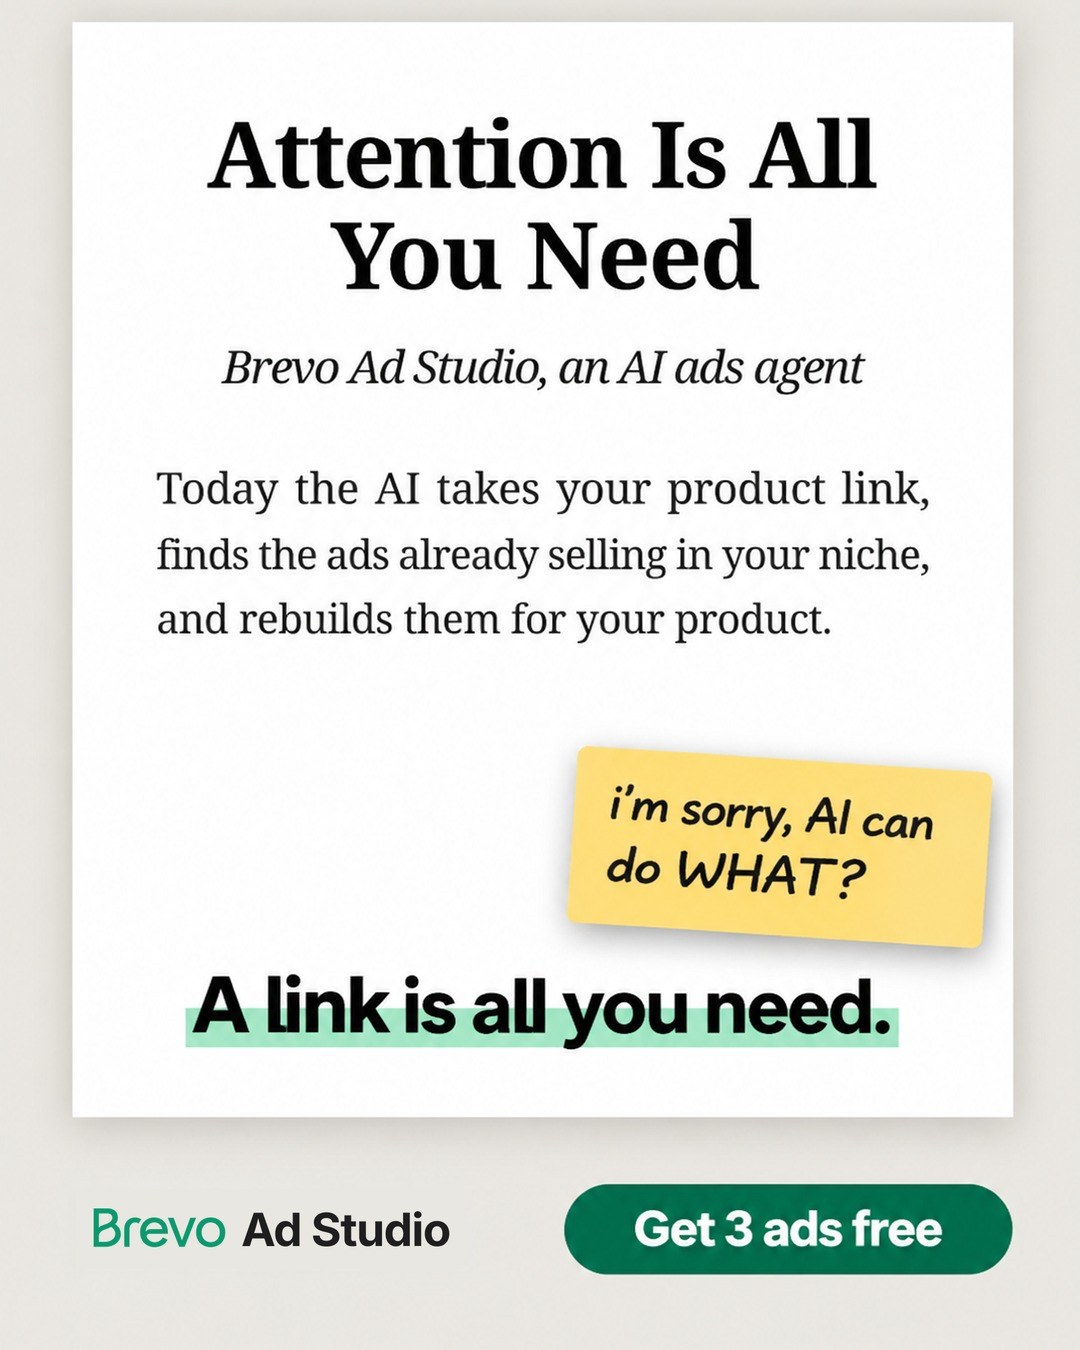 Attention Is All
You Need
Brevo Ad Studio, an AI ads agent
Today the AI takes your product link,
finds the ads already selling in your niche,
and rebuilds them for your product.
i'm sorry, AI can
do WHAT?
A link is all you need.
Brevo Ad Studio
Get 3 ads free